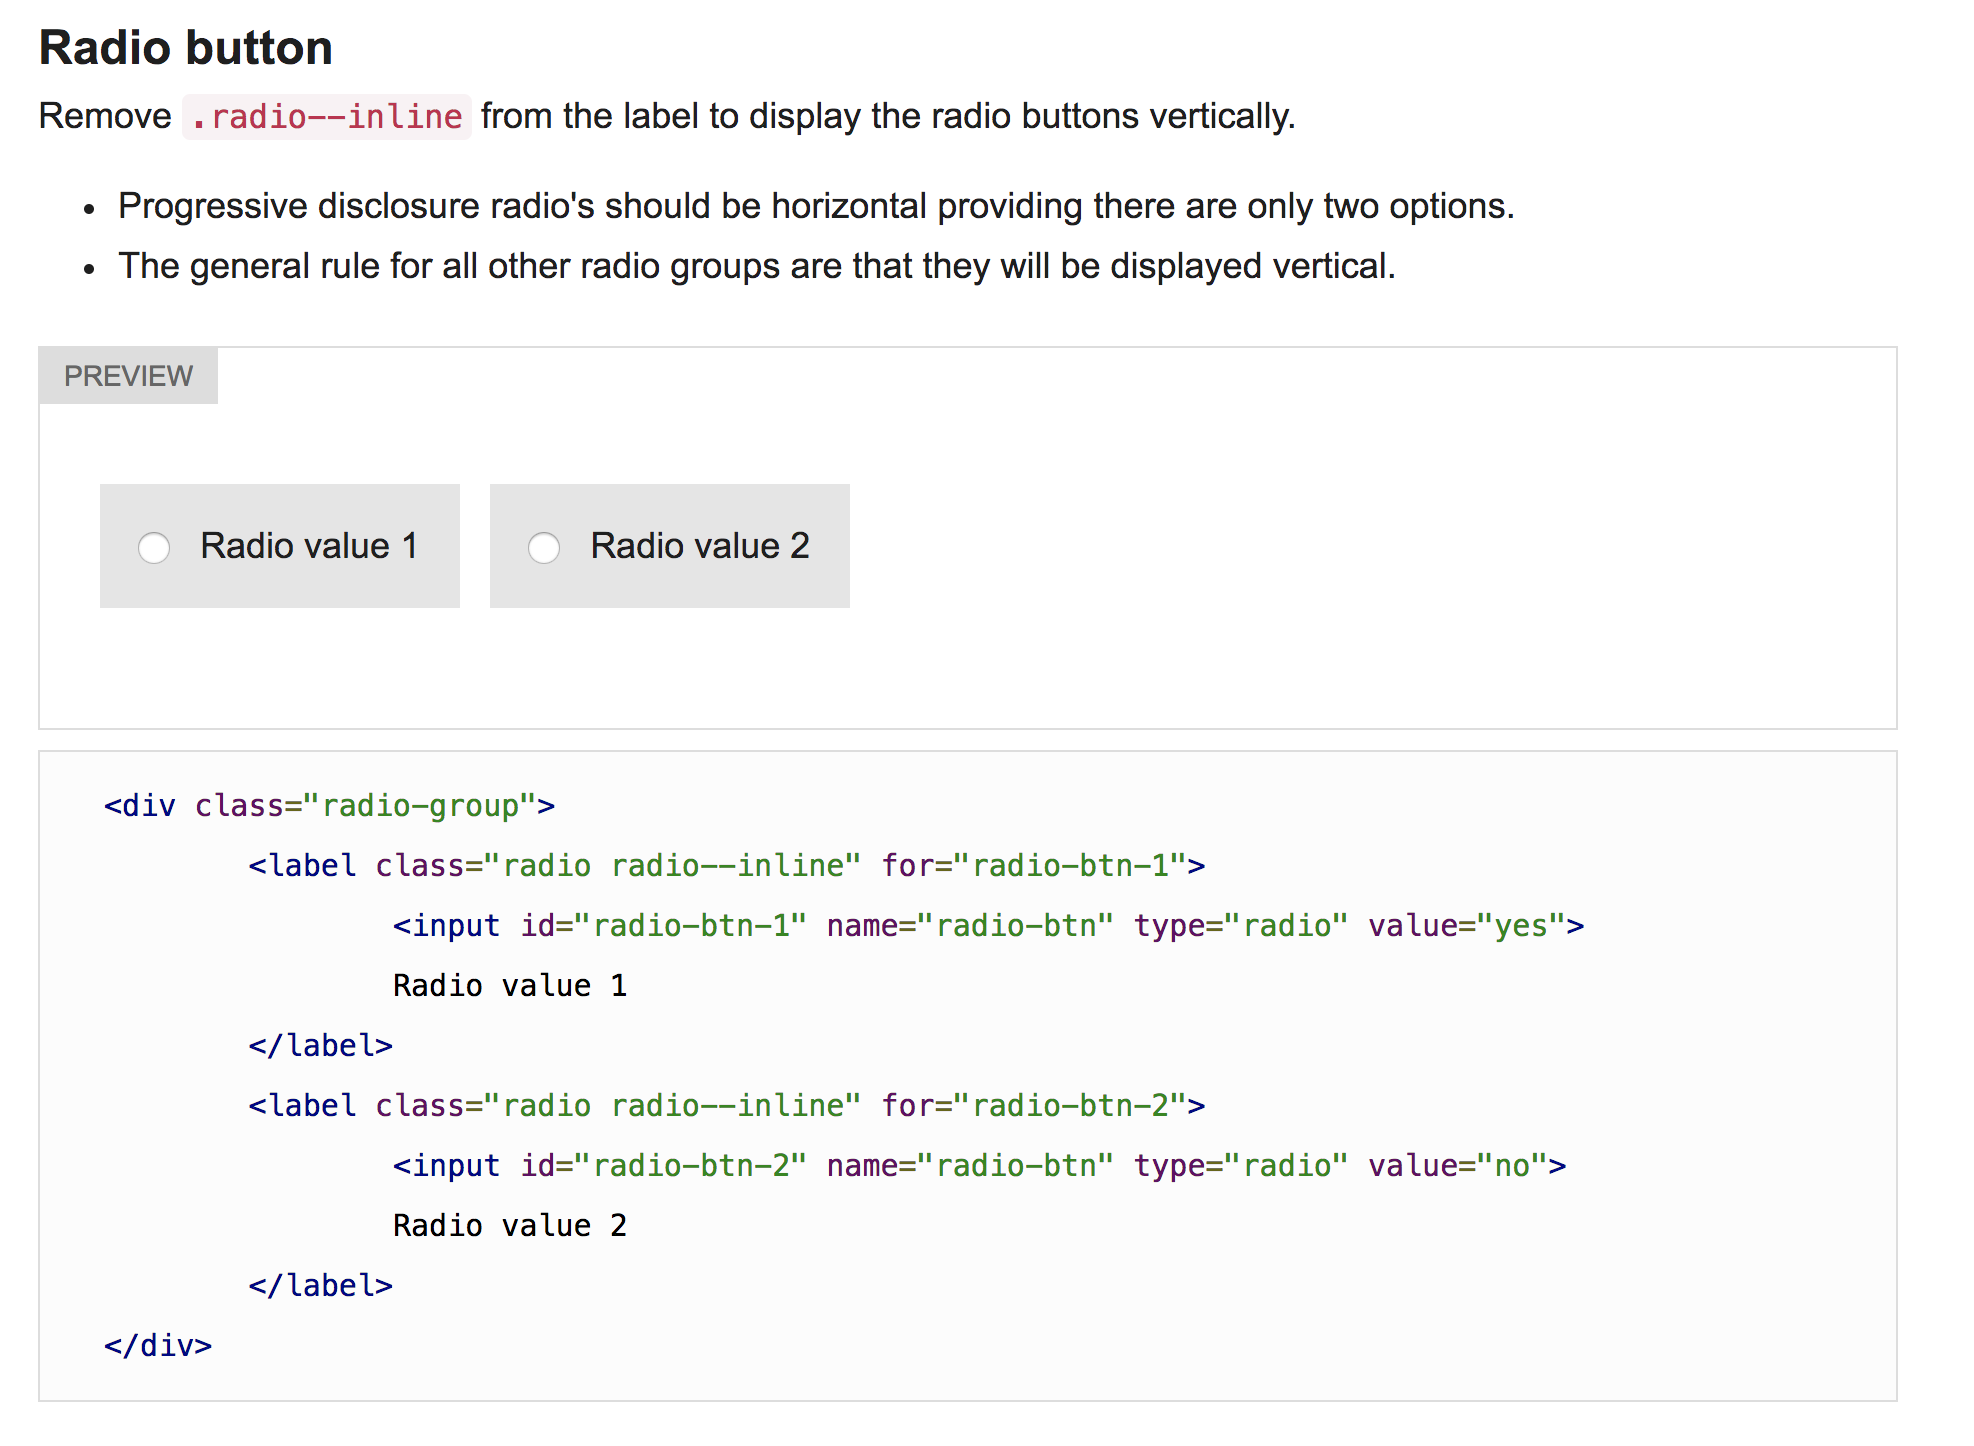 Radio button
Remove .radio--inline from the label to display the radio buttons vertically.
• Progressive disclosure radio's should be horizontal providing there are only two options.
• The general rule for all other radio groups are that they will be displayed vertical.
PREVIEW
Radio value 1 Radio value 2
<div class="radio-group">
<label class="radio radio--inline" for="radio-btn-1">
<input id="radio-btn-1" name="radio-btn" type="radio" value="yes">
Radio value 1
</label>
<label class="radio radio--inline" for="radio-btn-2">
<input id="radio-btn-2" name="radio-btn" type="radio" value="no">
Radio value 2
</label>
</div>